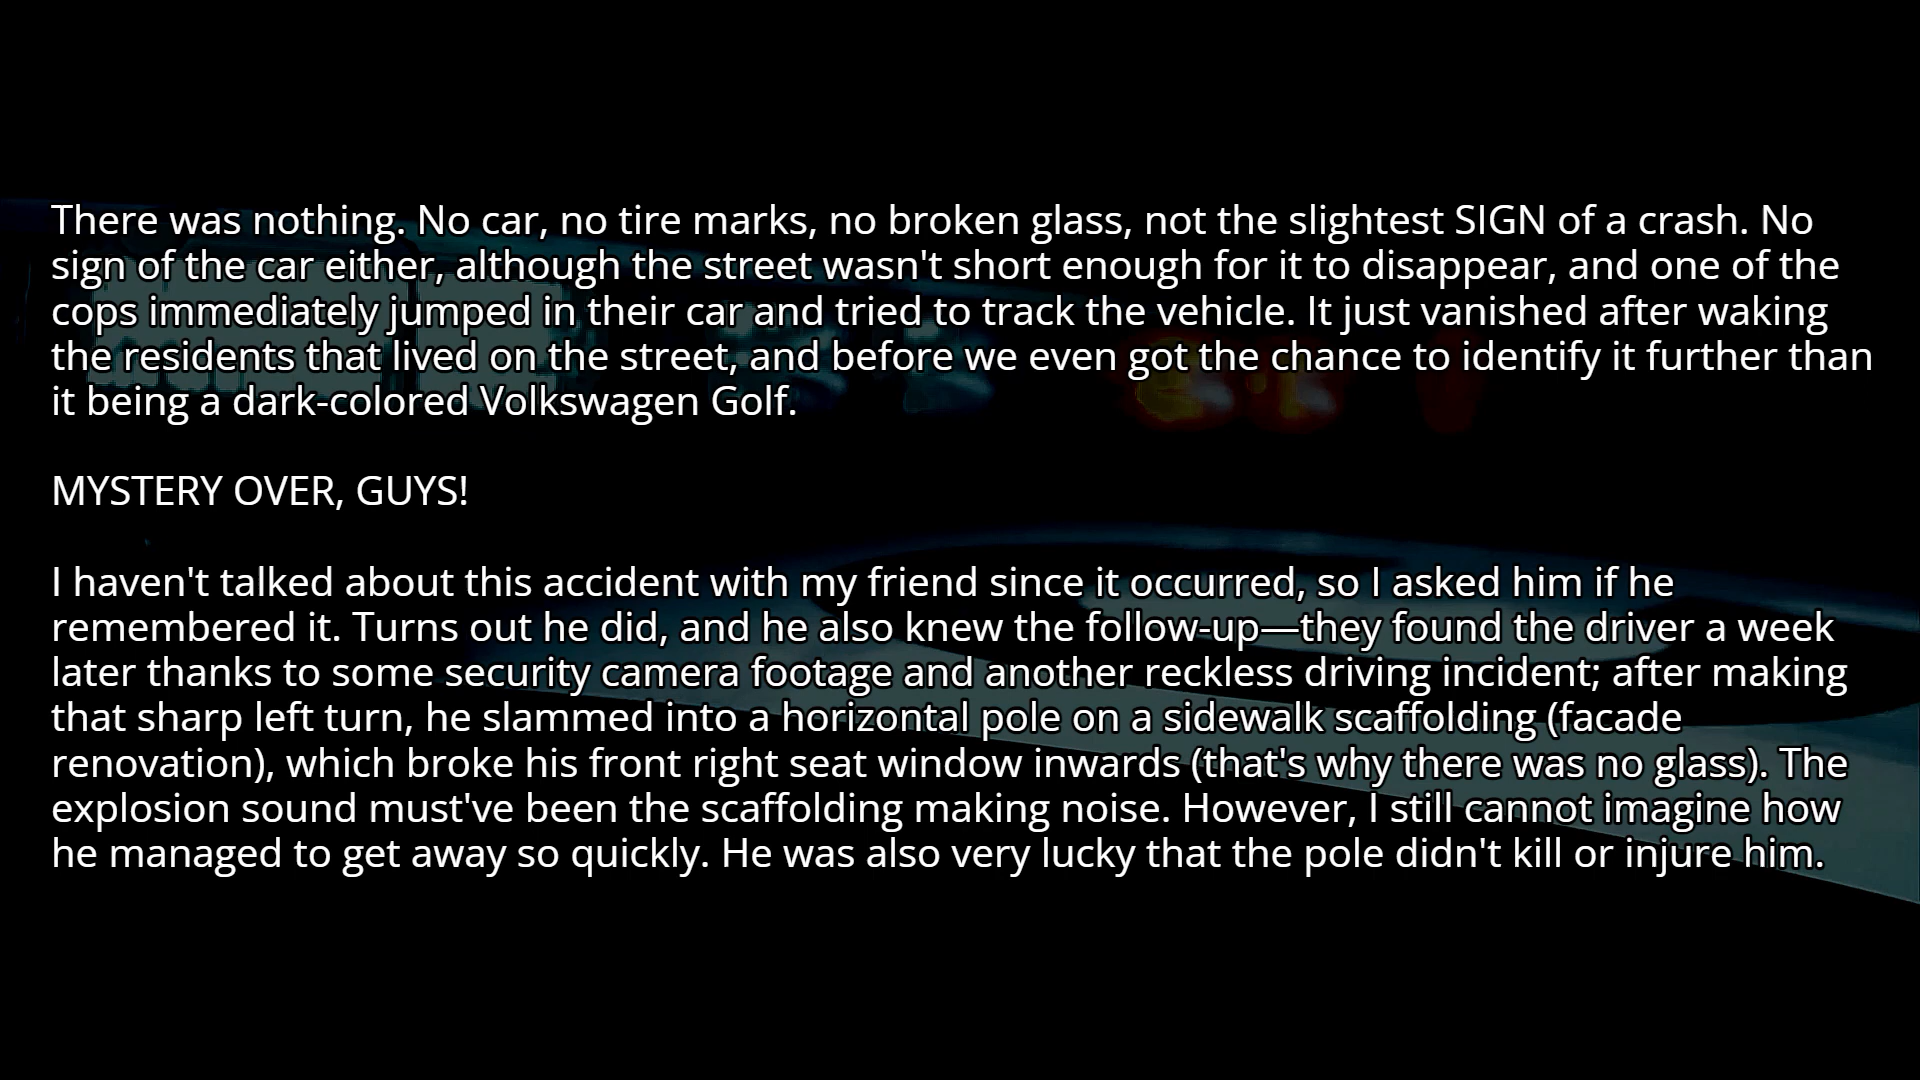 There was nothing. No car, no tire marks, no broken glass, not the slightest SIGN of a crash. No
sign of the car either, although the street wasn't short enough for it to disappear, and one of the
cops immediately jumped in their car and tried to track the vehicle. It just vanished after waking
the residents that lived on the street, and before we even got the chance to identify it further than
it being a dark-colored Volkswagen Golf.
MYSTERY OVER, GUYS!
I haven't talked about this accident with my friend since it occurred, so I asked him if he
remembered it. Turns out he did, and he also knew the follow-up—they found the driver a week
later thanks to some security camera footage and another reckless driving incident; after making
that sharp left turn, he slammed into a horizontal pole on a sidewalk scaffolding (facade
renovation), which broke his front right seat window inwards (that's why there was no glass). The
explosion sound must've been the scaffolding making noise. However, I still cannot imagine how
he managed to get away so quickly. He was also very lucky that the pole didn't kill or injure him.